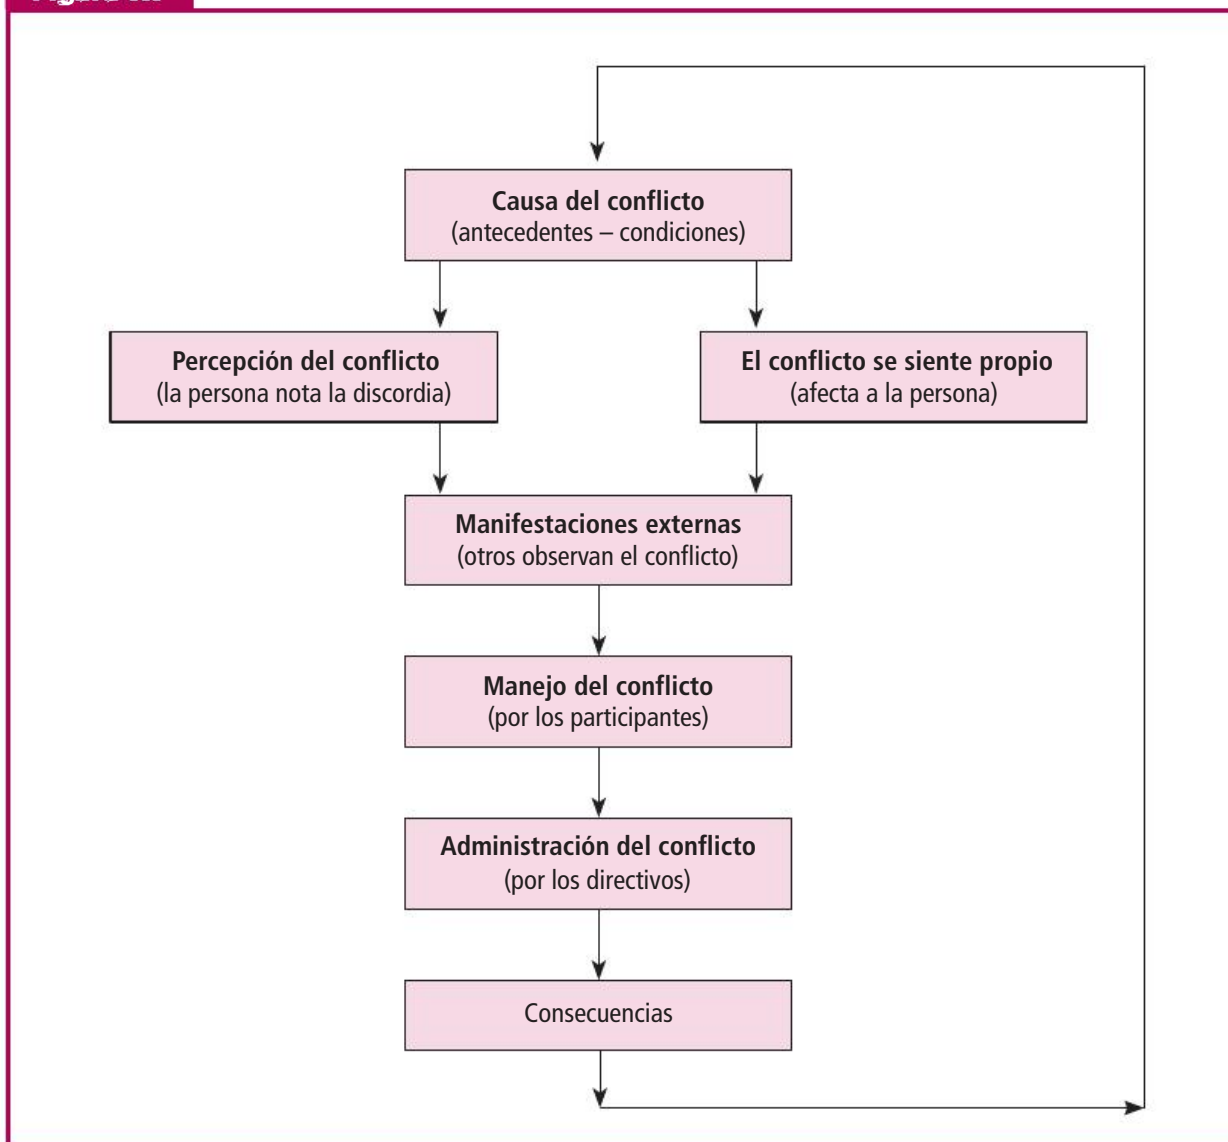 Causa del conflicto
(antecedentes – condiciones)
Percepción del conflicto
(la persona nota la discordia)
El conflicto se siente propio
(afecta a la persona)
Manifestaciones externas
(otros observan el conflicto)
Manejo del conflicto
(por los participantes)
Administración del conflicto
(por los directivos)
Consecuencias